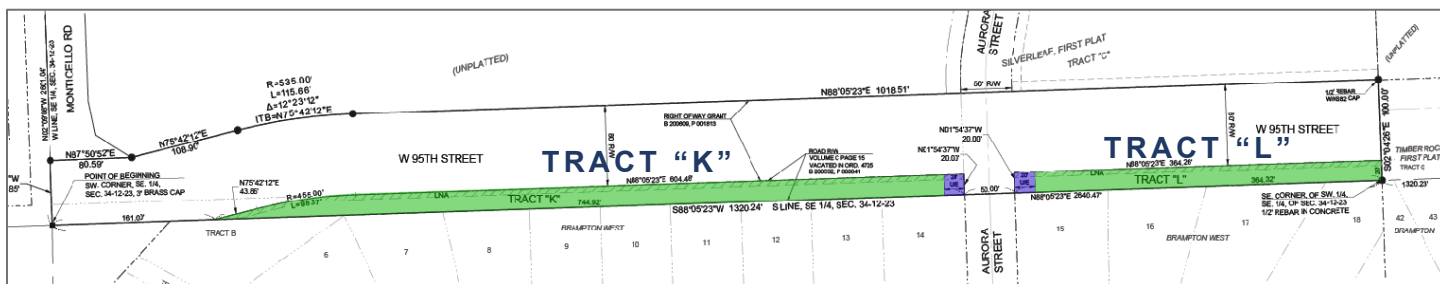 MONTICELLO RD
W LINE, SE 1/4, SEC. 34-12-23
(UNPLATTED)
R=535.00'
L=115.66'
Δ=12°23'12"
ITB=N75°42'12"E
N75°42'12"E
108.90'
N87°50'52"E
80.59'
POINT OF BEGINNING
SW. CORNER, SE. 1/4,
SEC. 34-12-23, 3" BRASS CAP
161.07'
TRACT B
N75°42'12"E
43.86'
R=455.00'
L=98.37'
W 95TH STREET
TRACT "K"
N88°05'23"E 604.48'
LNA
TRACT "K"
744.92'
S88°05'23"W 1320.24' S LINE, SE 1/4, SEC. 34-12-23
80' R/W
RIGHT OF WAY GRANT
B 200609, P 001813
ROAD R/W
VOLUME C PAGE 15
VACATED IN ORD. 4725
N88°05'23"E 1018.51'
AURORA
STREET
50' R/W
SILVERLEAF, FIRST PLAT
TRACT "C"
(UNPLATTED)
1/2" REBAR
S02°04'26"E 100.00'
N01°54'37"W
20.00'
N01°54'37"W
20.00'
U/E
U/E
50.00'
AURORA
STREET
TRACT "L"
W 95TH STREET
50' R/W
N88°05'23"E 364.26'
LNA
TRACT "L"
364.32'
N88°05'23"E 2640.47'
TIMBER ROCK
FIRST PLAT
TRACT C
1320.23'
SE. CORNER, OF SW. 1/4,
SE. 1/4, OF SEC. 34-12-23
1/2" REBAR IN CONCRETE
BRAMPTON WEST
6
7
8
9
10
11
12
13
14
15
16
17
18
42
43
BRAMPTON WEST
BRAMPTON